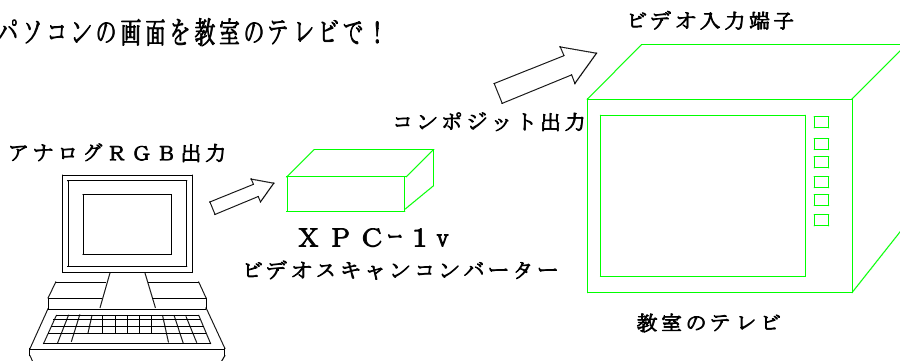 パソコンの画面を教室のテレビで！
ビデオ入力端子
コンポジット出力
アナログＲＧＢ出力
ＸＰＣ－１ｖ
ビデオスキャンコンバーター
教室のテレビ